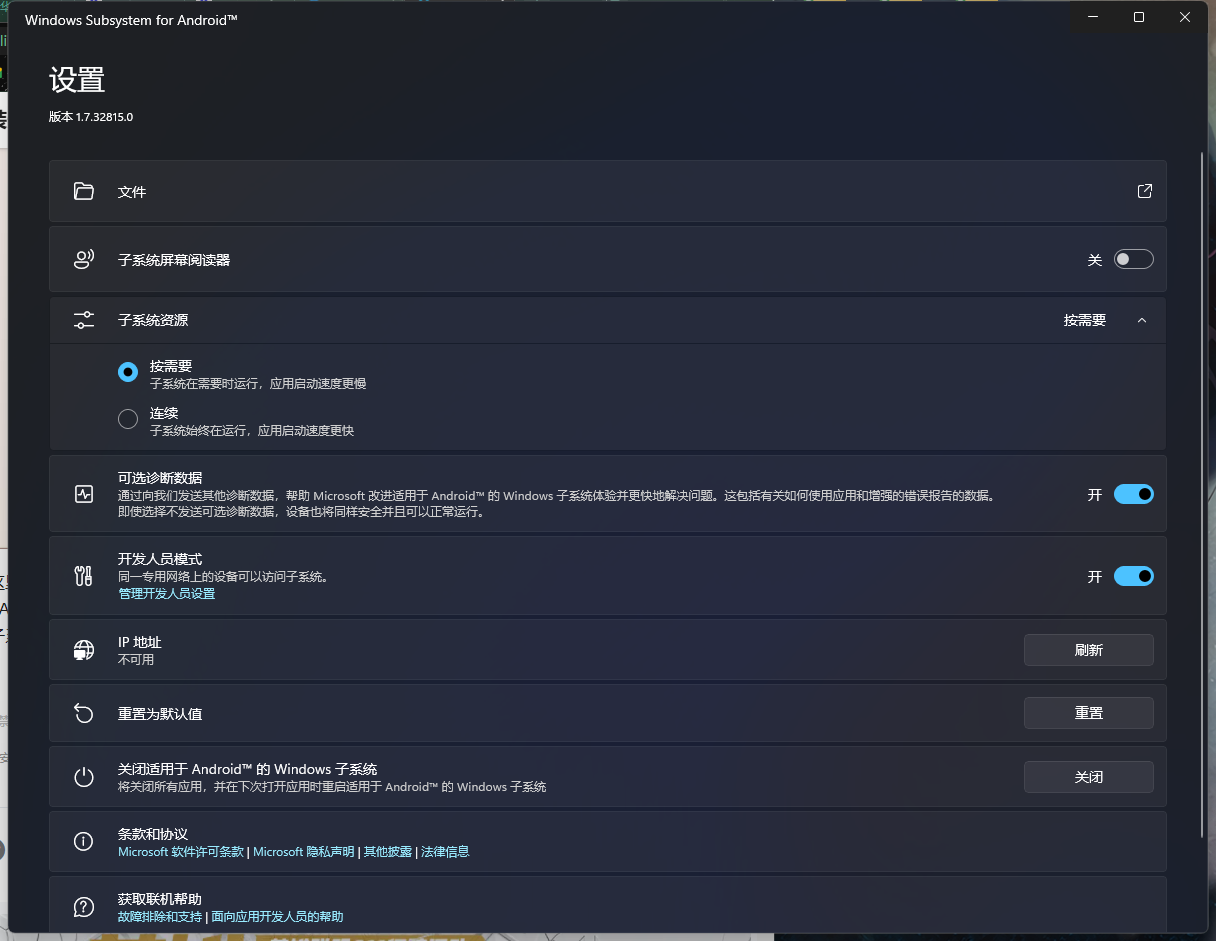 Windows Subsystem for Android™
设置
版本 1.7.32815.0
文件
子系统屏幕阅读器
关
子系统资源
按需要
按需要
子系统在需要时运行，应用启动速度更慢
连续
子系统始终在运行，应用启动速度更快
可选诊断数据
通过向我们发送其他诊断数据，帮助 Microsoft 改进适用于 Android™ 的 Windows 子系统体验并更快地解决问题。这包括有关如何使用应用和增强的错误报告的数据。
即使选择不发送可选诊断数据，设备也将同样安全并且可以正常运行。
开
开发人员模式
同一专用网络上的设备可以访问子系统。
管理开发人员设置
开
IP 地址
不可用
刷新
重置为默认值
重置
关闭适用于 Android™ 的 Windows 子系统
将关闭所有应用，并在下次打开应用时重启适用于 Android™ 的 Windows 子系统
关闭
条款和协议
Microsoft 软件许可条款 | Microsoft 隐私声明 | 其他披露 | 法律信息
获取联机帮助
故障排除和支持 | 面向应用开发人员的帮助